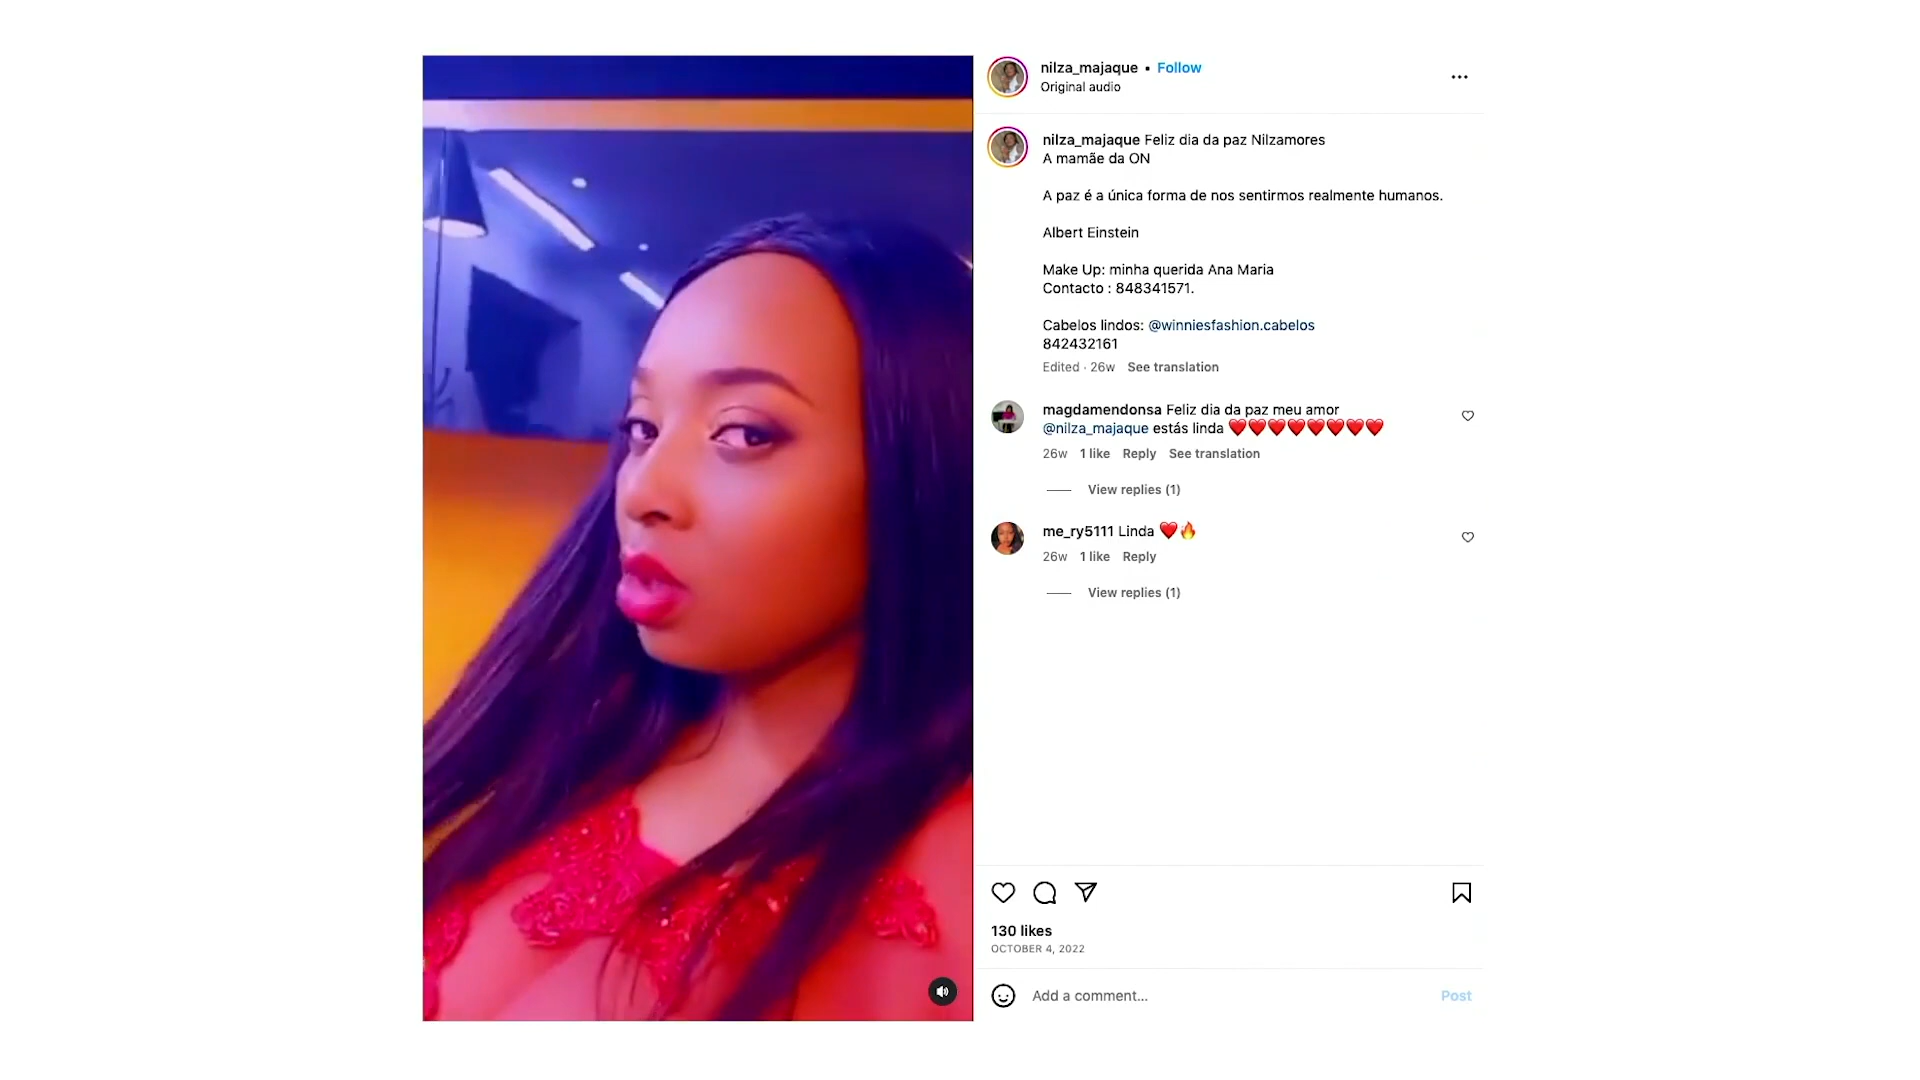 nilza_majaque • Follow
Original audio
nilza_majaque Feliz dia da paz Nilzamores
A mamãe da ON
A paz é a única forma de nos sentirmos realmente humanos.
Albert Einstein
Make Up: minha querida Ana Maria
Contacto : 848341571.
Cabelos lindos: @winniesfashion.cabelos
842432161
Edited · 26w See translation
magdamendonsa Feliz dia da paz meu amor
@nilza_majaque estás linda ❤️❤️❤️❤️❤️❤️❤️❤️
26w 1 like Reply See translation
View replies (1)
me_ry5111 Linda ❤️🔥
26w 1 like Reply
View replies (1)
130 likes
OCTOBER 4, 2022
Add a comment... Post